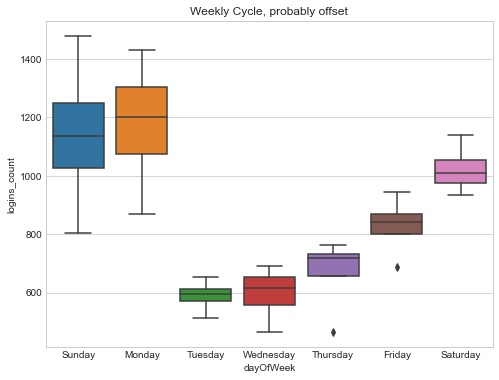 Weekly Cycle, probably offset
logins_count
1400
1200
1000
800
600
Sunday Monday Tuesday Wednesday Thursday Friday Saturday
dayOfWeek